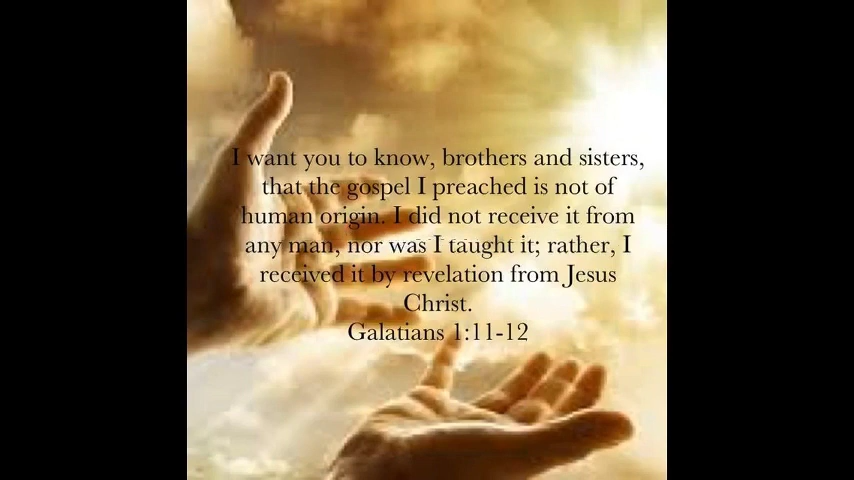 I want you to know, brothers and sisters,
that the gospel I preached is not of
human origin. I did not receive it from
any man, nor was I taught it; rather, I
received it by revelation from Jesus
Christ.
Galatians 1:11-12